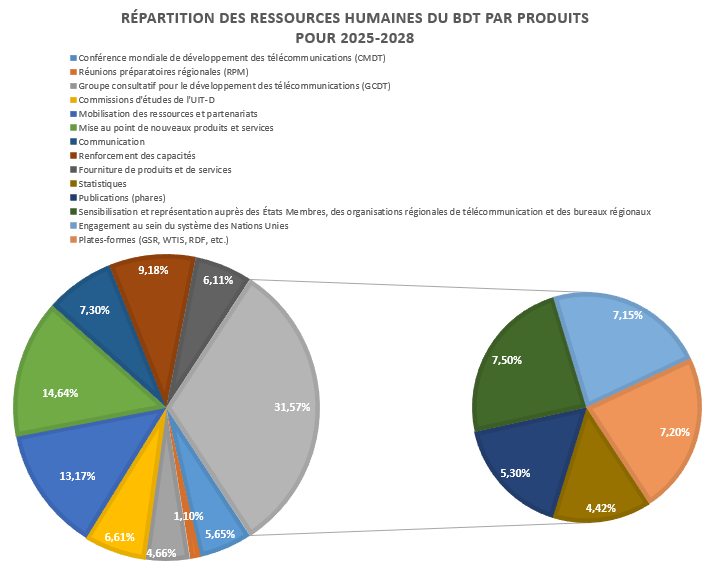 RÉPARTITION DES RESSOURCES HUMAINES DU BDT PAR PRODUITS
POUR 2025-2028
Conférence mondiale de développement des télécommunications (CMDT)
Réunions préparatoires régionales (RPM)
Groupe consultatif pour le développement des télécommunications (GCDT)
Commissions d'études de l'UIT-D
Mobilisation des ressources et partenariats
Mise au point de nouveaux produits et services
Communication
Renforcement des capacités
Fourniture de produits et de services
Statistiques
Publications (phares)
Sensibilisation et représentation auprès des États Membres, des organisations régionales de télécommunication et des bureaux régionaux
Engagement au sein du système des Nations Unies
Plates-formes (GSR, WTIS, RDF, etc.)
9,18%
6,11%
7,30%
14,64%
31,57%
13,17%
1,10%
5,65%
6,61%
4,66%
7,15%
7,50%
7,20%
5,30%
4,42%